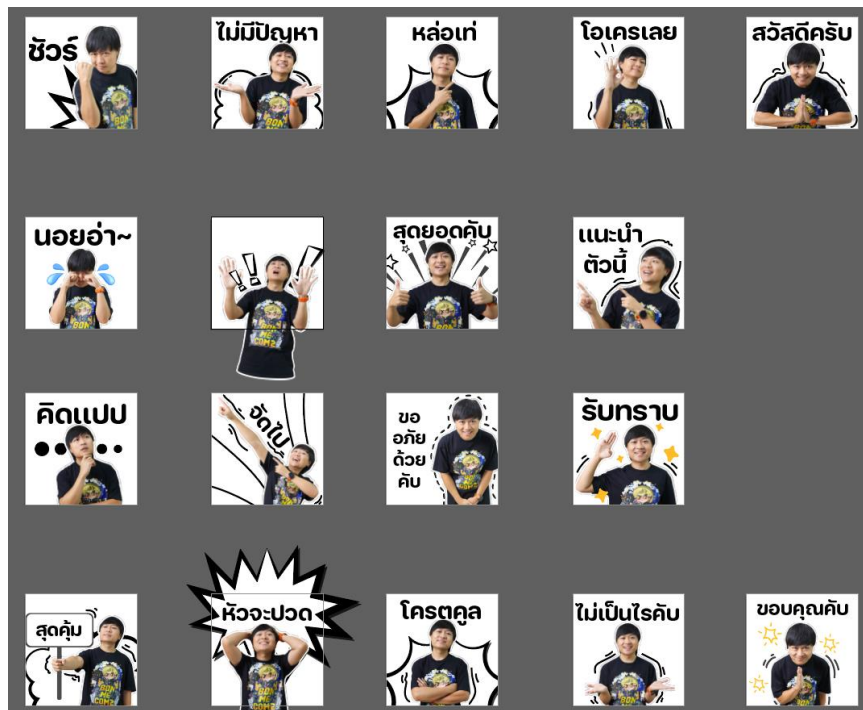 ชัวร์
ไม่มีปัญหา
หล่อเท่
โอเครเลย
สวัสดีครับ
นอยอ่า~
!!
!!
สุดยอดคับ
แนะนำ
ตัวนี้
คิดแปป
จัดไป
ขอ
อภัย
ด้วย
คับ
รับทราบ
สุดคุ้ม
หัวจะปวด
โครตคูล
ไม่เป็นไรคับ
ขอบคุณคับ
BON
ME
COM2